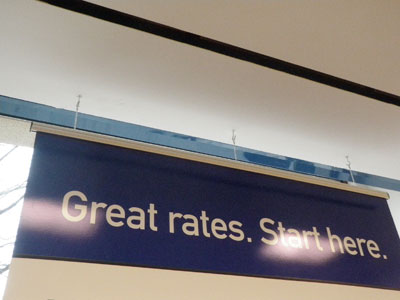 Great rates. Start here.